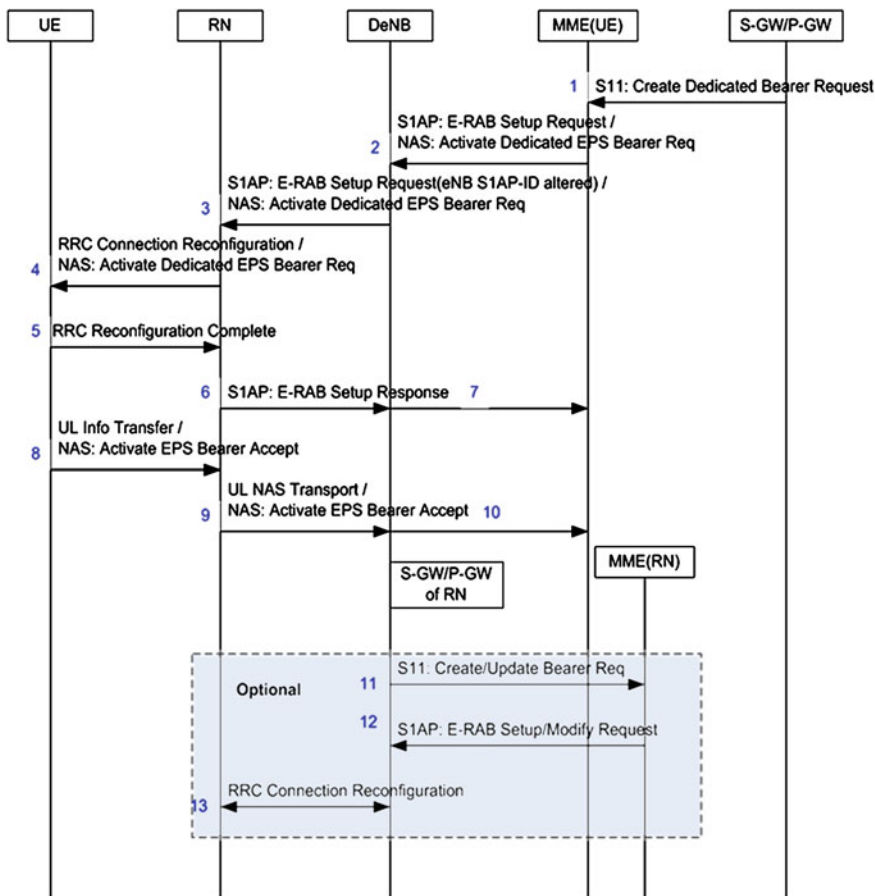 UE
RN
DeNB
MME(UE)
S-GW/P-GW
1 S11: Create Dedicated Bearer Request
S1AP: E-RAB Setup Request /
2 NAS: Activate Dedicated EPS Bearer Req
S1AP: E-RAB Setup Request(eNB S1AP-ID altered) /
3 NAS: Activate Dedicated EPS Bearer Req
RRC Connection Reconfiguration /
4 NAS: Activate Dedicated EPS Bearer Req
5 RRC Reconfiguration Complete
6 S1AP: E-RAB Setup Response 7
UL Info Transfer /
8 NAS: Activate EPS Bearer Accept
UL NAS Transport /
9 NAS: Activate EPS Bearer Accept 10
MME(RN)
S-GW/P-GW
of RN
Optional
11 S11: Create/Update Bearer Req
12 S1AP: E-RAB Setup/Modify Request
RRC Connection Reconfiguration
13